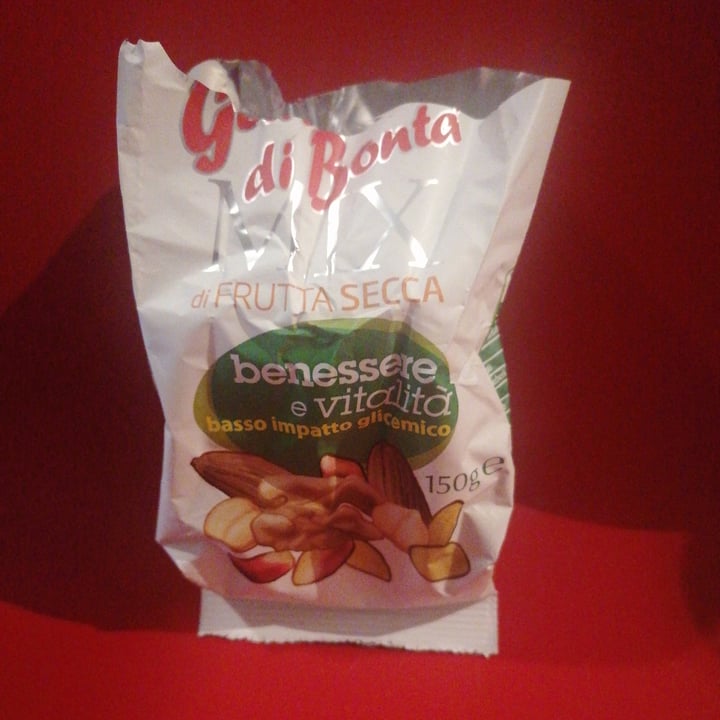 di Bontà
MIX
di FRUTTA SECCA
benessere
e vitalità
basso impatto glicemico
150g e